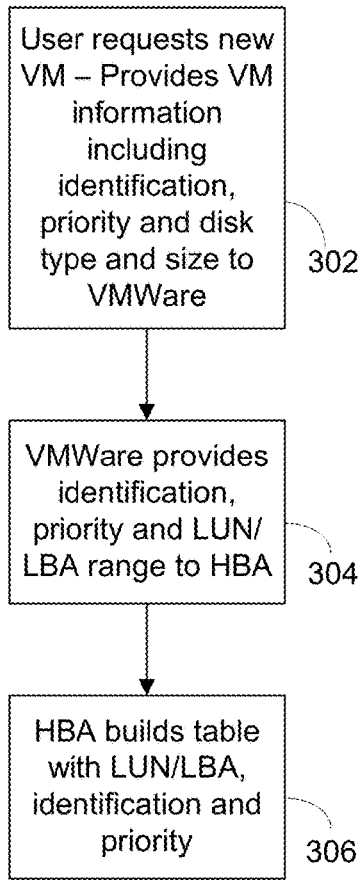 User requests new
VM – Provides VM
information
including
identification,
priority and disk
type and size to
VMWare
302
VMWare provides
identification,
priority and LUN/
LBA range to HBA
304
HBA builds table
with LUN/LBA,
identification and
priority
306